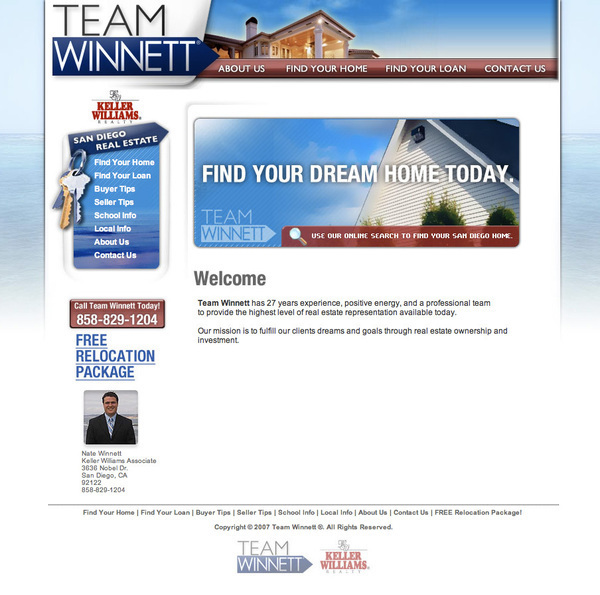 TEAM
WINNETT
ABOUT US
FIND YOUR HOME
FIND YOUR LOAN
CONTACT US
KELLER
WILLIAMS®
REALTY
SAN DIEGO
REAL ESTATE
Find Your Home
Find Your Loan
Buyer Tips
Seller Tips
School Info
Local Info
About Us
Contact Us
Call Team Winnett Today!
858-829-1204
FREE
RELOCATION
PACKAGE
Nate Winnett
Keller Williams Associate
3636 Nobel Dr.
San Diego, CA
92122
858-829-1204
FIND YOUR DREAM HOME TODAY.
TEAM
WINNETT
USE OUR ONLINE SEARCH TO FIND YOUR SAN DIEGO HOME.
Welcome
Team Winnett has 27 years experience, positive energy, and a professional team
to provide the highest level of real estate representation available today.
Our mission is to fulfill our clients dreams and goals through real estate ownership and
investment.
Find Your Home | Find Your Loan | Buyer Tips | Seller Tips | School Info | Local Info | About Us | Contact Us | FREE Relocation Package!
Copyright © 2007 Team Winnett ®. All Rights Reserved.
TEAM
WINNETT
KELLER
WILLIAMS®
REALTY